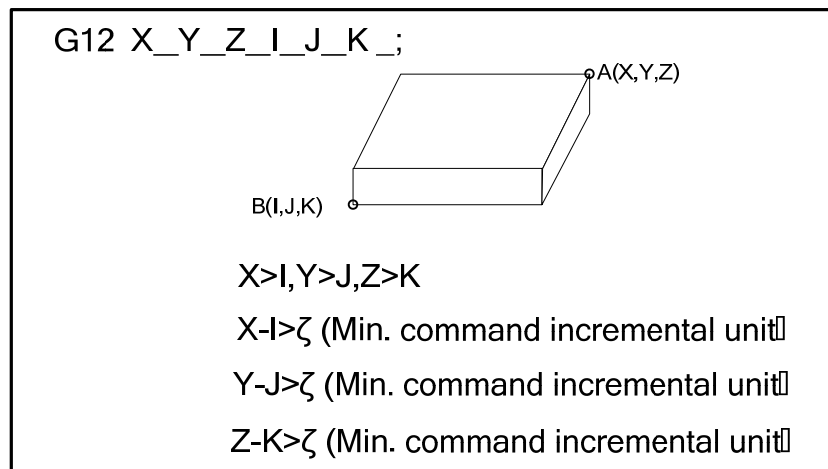 G12 X_Y_Z_I_J_K_;
A(X,Y,Z)
B(I,J,K)
X>I,Y>J,Z>K
X-I>ζ (Min. command incremental unit▯
Y-J>ζ (Min. command incremental unit▯
Z-K>ζ (Min. command incremental unit▯